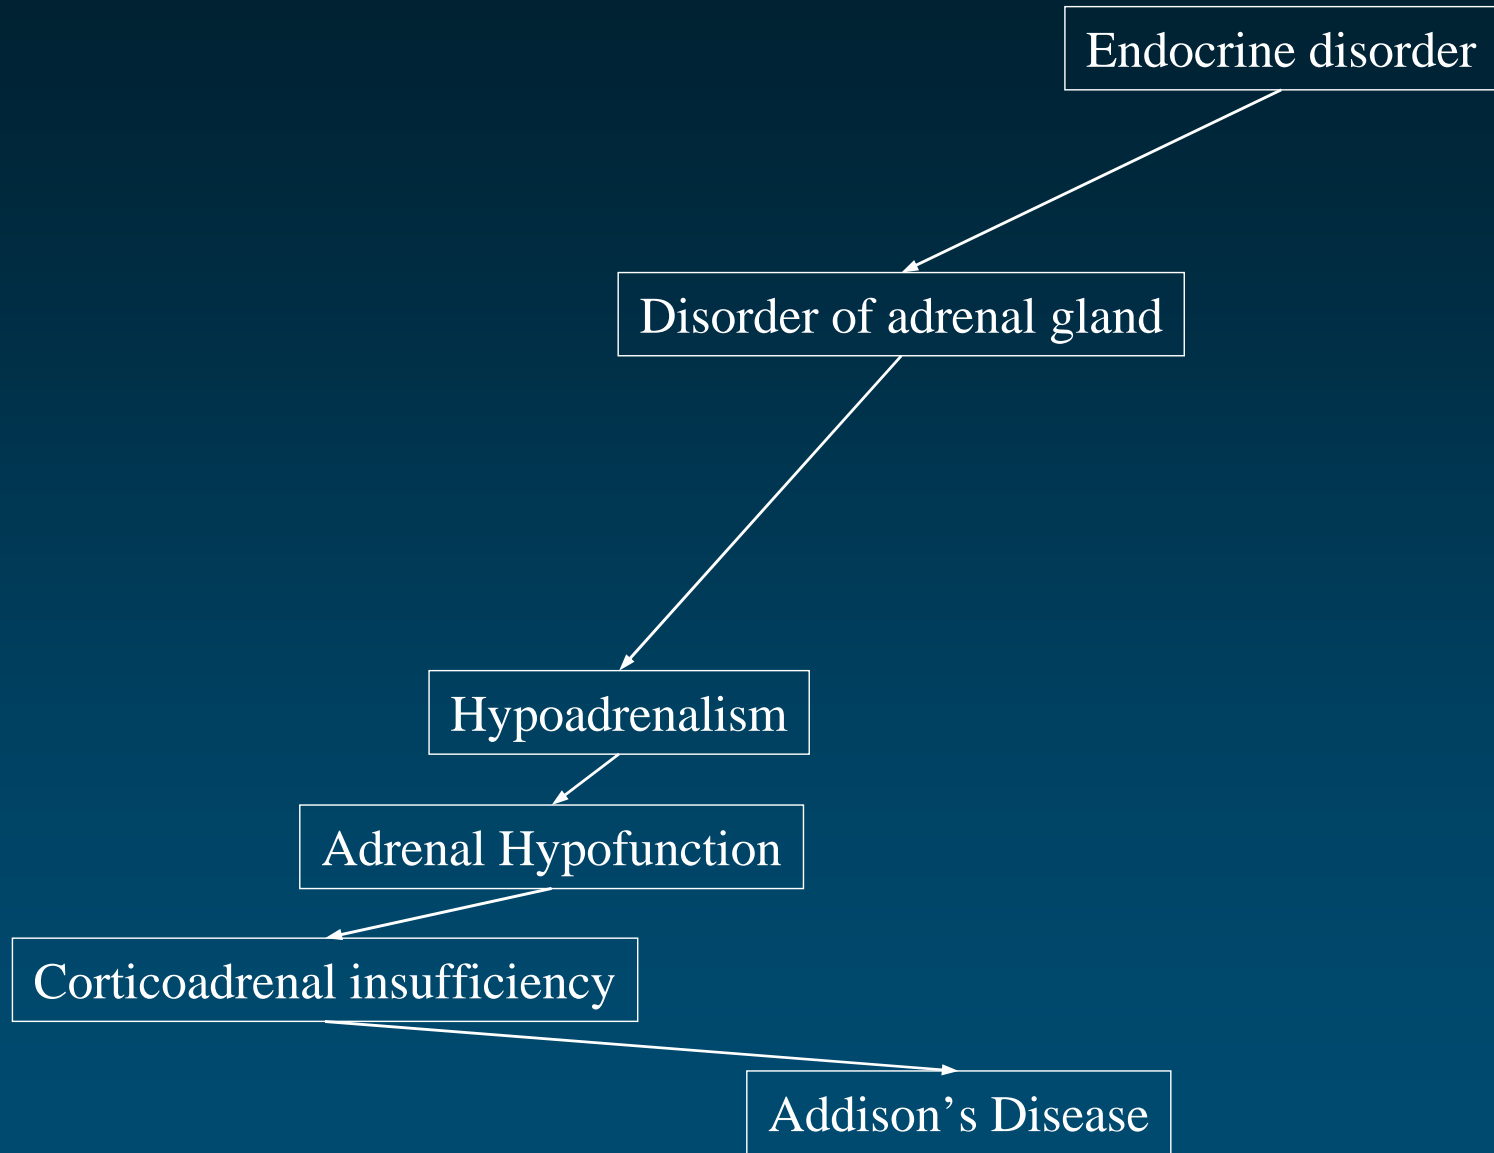 Endocrine disorder
Disorder of adrenal gland
Hypoadrenalism
Adrenal Hypofunction
Corticoadrenal insufficiency
Addison’s Disease